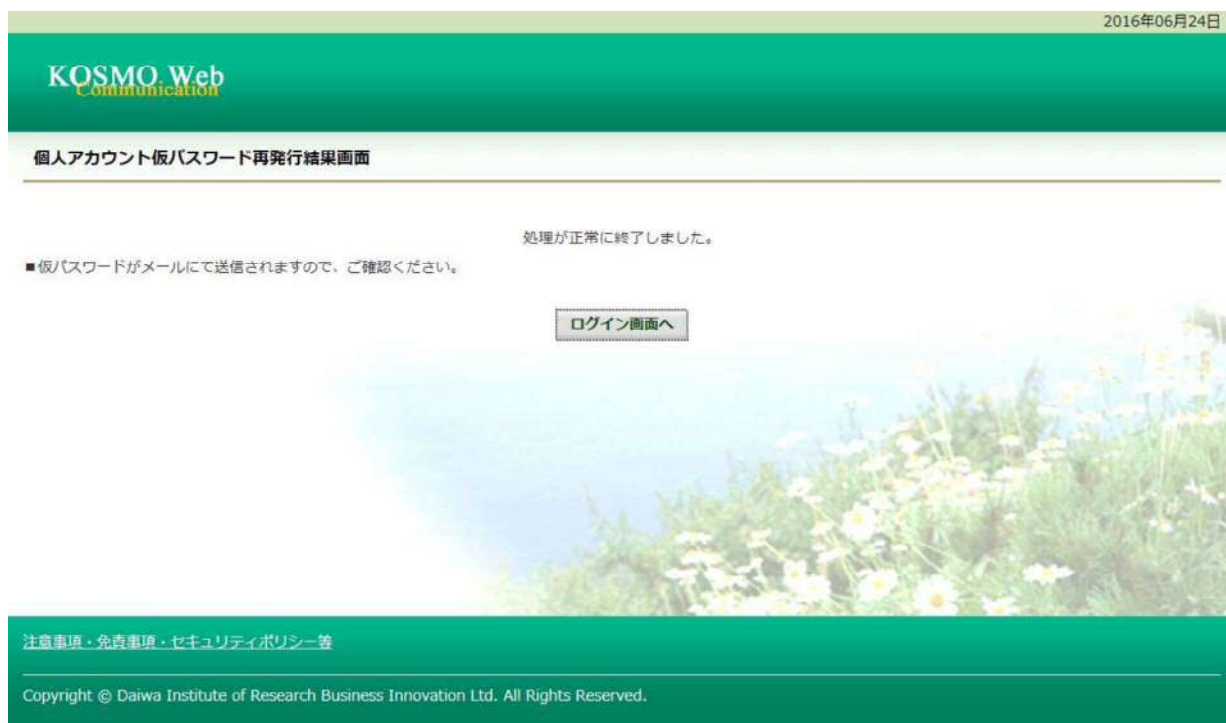 2016年06月24日
KOSMO Web
Communication
個人アカウント仮パスワード再発行結果画面
処理が正常に終了しました。
■仮パスワードがメールにて送信されますので、ご確認ください。
ログイン画面へ
注意事項・免責事項・セキュリティポリシー等
Copyright © Daiwa Institute of Research Business Innovation Ltd. All Rights Reserved.